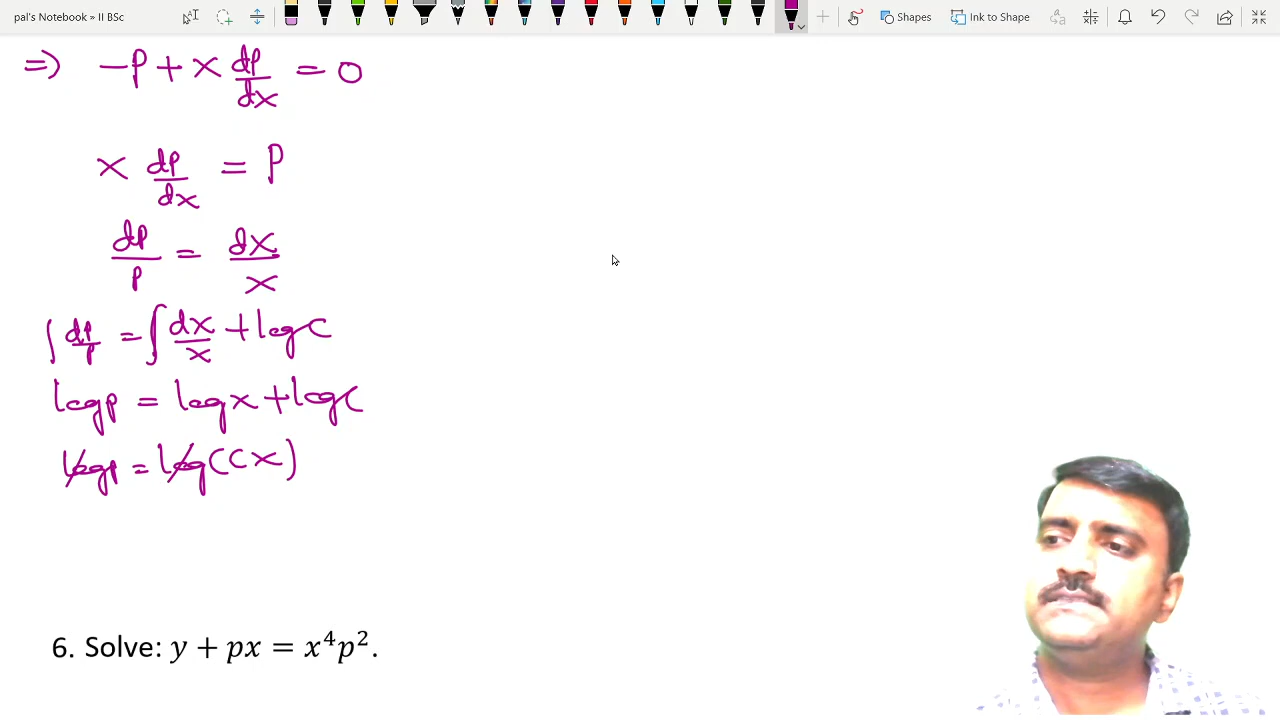 pal's Notebook » II BSc
Shapes
Ink to Shape
=> -p + x dp/dx = 0
x dp/dx = p
dp/p = dx/x
∫ dp/p = ∫ dx/x + log c
log p = log x + log c
log p = log (c x)
6. Solve: y + px = x⁴p².